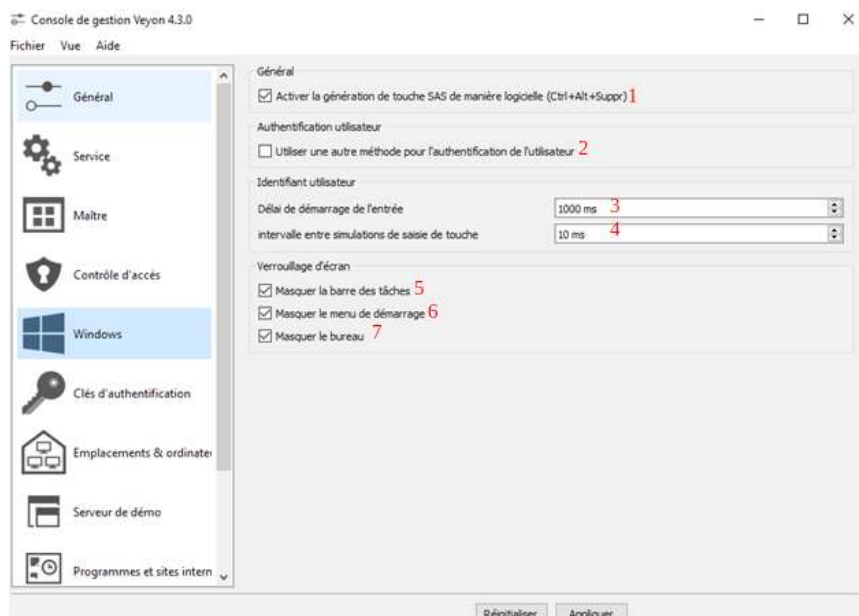 Console de gestion Veyon 4.3.0
Fichier Vue Aide
Général
Service
Maître
Contrôle d'accès
Windows
Clés d'authentification
Emplacements & ordinate
Serveur de démo
Programmes et sites intern
Général
Activer la génération de touche SAS de manière logicielle (Ctrl+Alt+Suppr) 1
Authentification utilisateur
Utiliser une autre méthode pour l'authentification de l'utilisateur 2
Identifiant utilisateur
Délai de démarrage de l'entrée 1000 ms 3
intervalle entre simulations de saisie de touche 10 ms 4
Verrouillage d'écran
Masquer la barre des tâches 5
Masquer le menu de démarrage 6
Masquer le bureau 7
Réinitialiser Appliquer